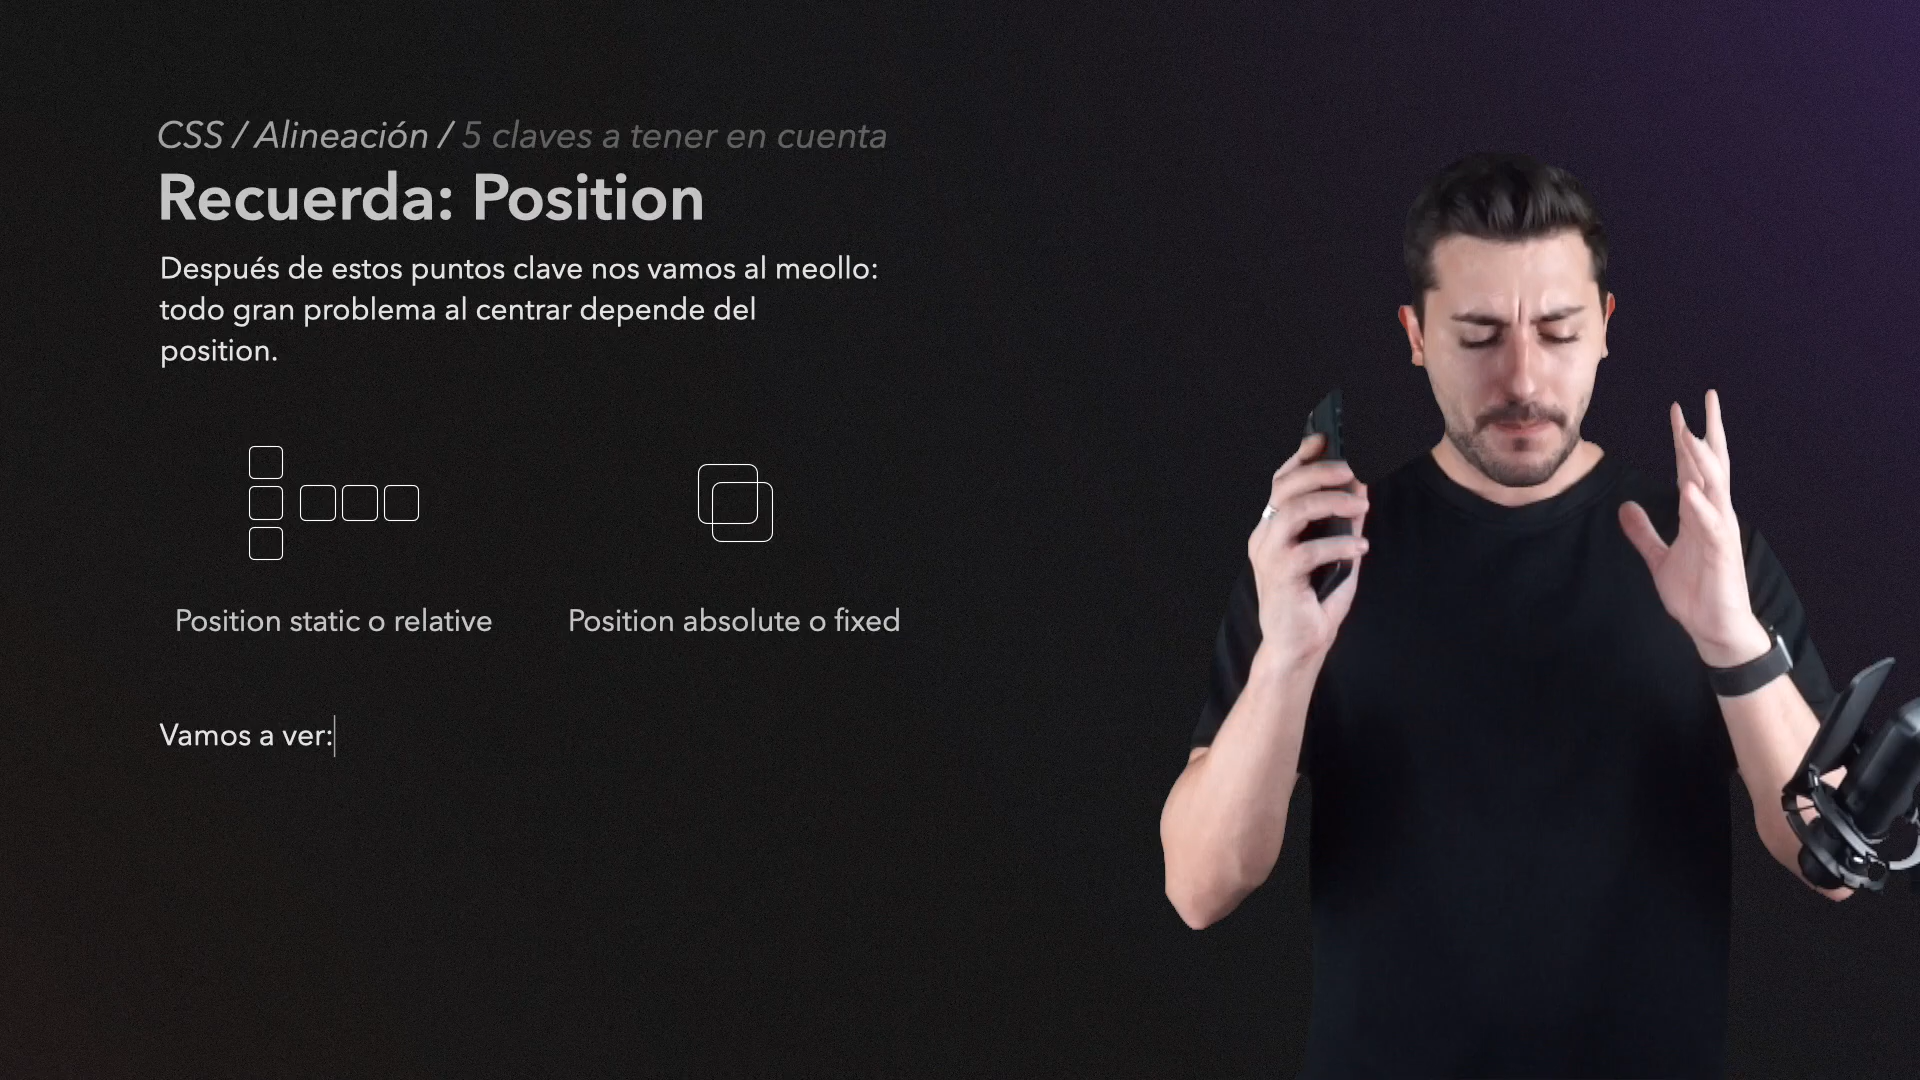 CSS / Alineación / 5 claves a tener en cuenta
Recuerda: Position
Después de estos puntos clave nos vamos al meollo:
todo gran problema al centrar depende del
position.
Position static o relative
Position absolute o fixed
Vamos a ver: